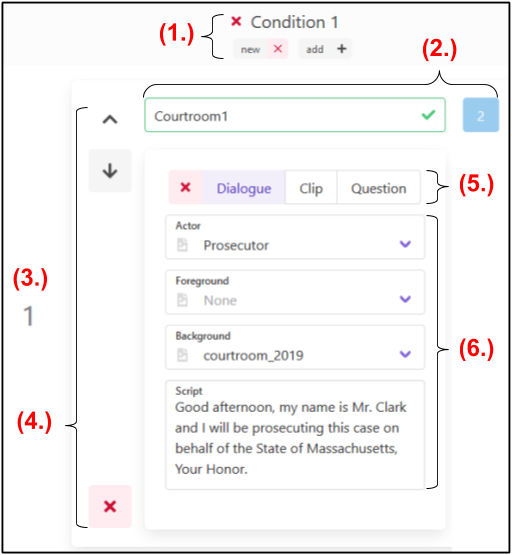 (1.)
Condition 1
new
add
(2.)
Courtroom1
2
(3.)
1
(4.)
(5.)
Dialogue Clip Question
(6.)
Actor
Prosecutor
Foreground
None
Background
courtroom_2019
Script
Good afternoon, my name is Mr. Clark
and I will be prosecuting this case on
behalf of the State of Massachusetts,
Your Honor.